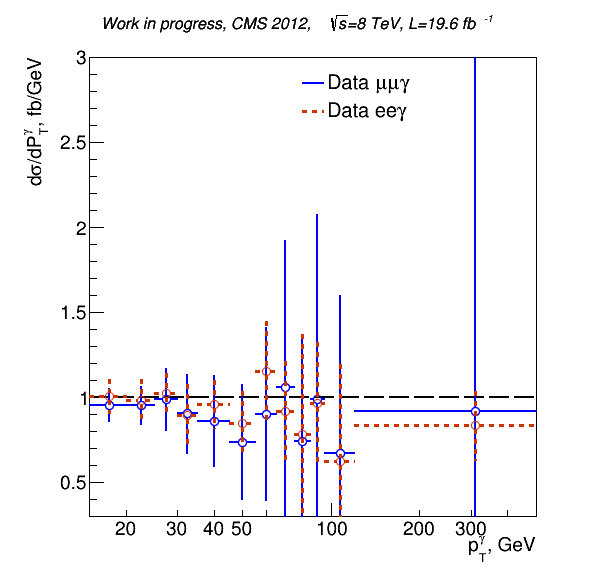 Work in progress, CMS 2012, √s=8 TeV, L=19.6 fb⁻¹
dσ/dP_T^γ, fb/GeV
Data μμγ
Data eeγ
3
2.5
2
1.5
1
0.5
20 30 40 50 100 200 300
p_T^γ, GeV